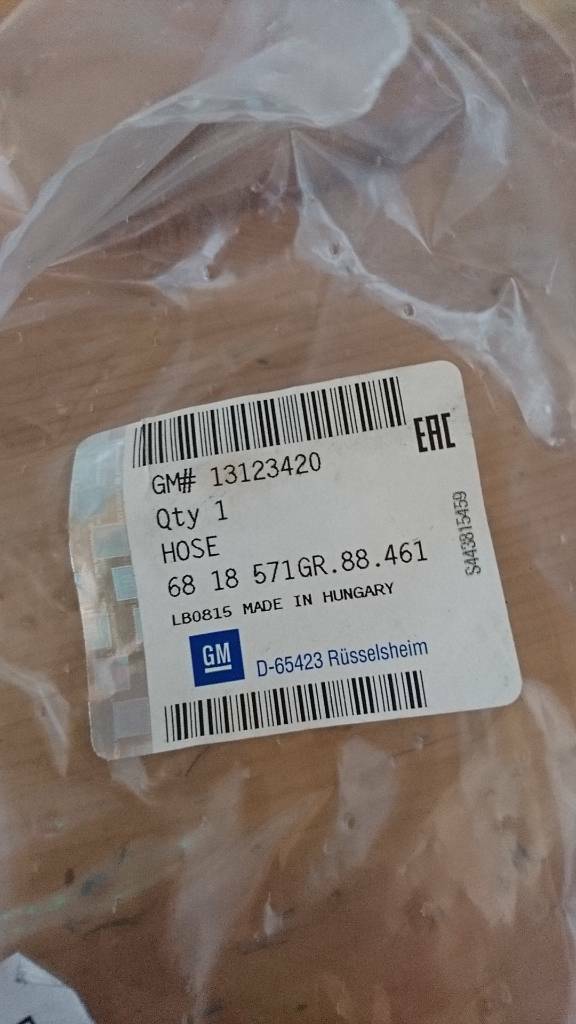 EAC
GM# 13123420
Qty 1
HOSE
68 18 571GR.88.461
LB0815 MADE IN HUNGARY
GM D-65423 Rüsselsheim
S443815459